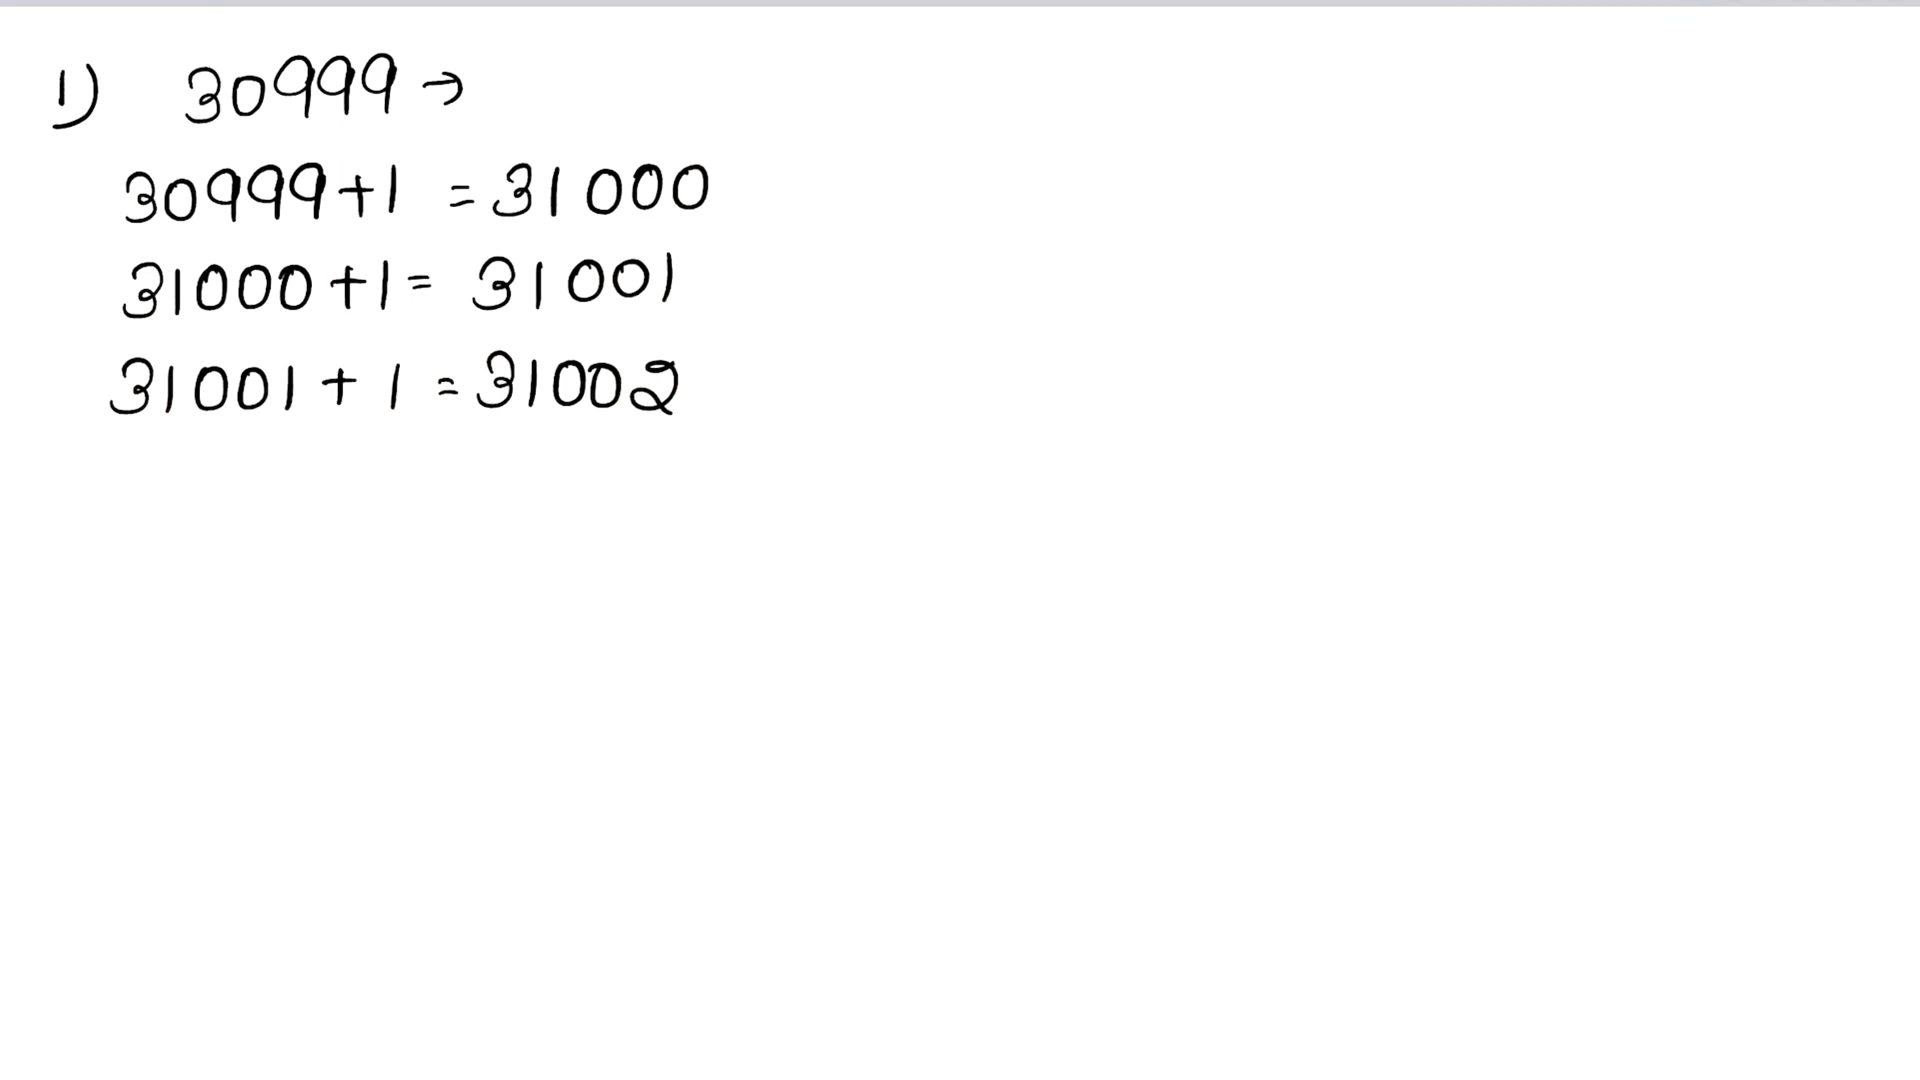 1) 30999 →
30999+1 = 31000
31000+1= 31001
31001 + 1 = 31002